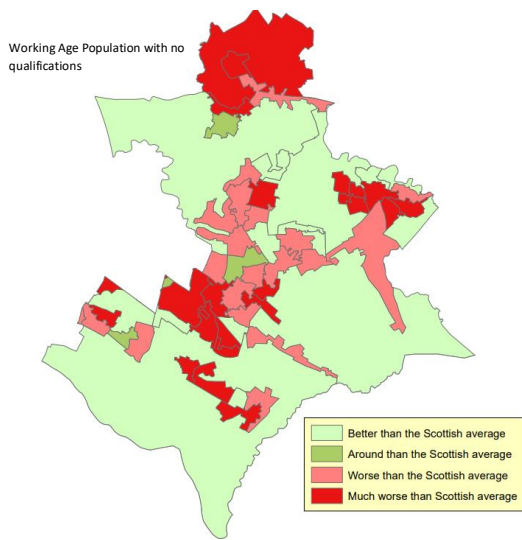 Working Age Population with no
qualifications
Better than the Scottish average
Around than the Scottish average
Worse than the Scottish average
Much worse than Scottish average